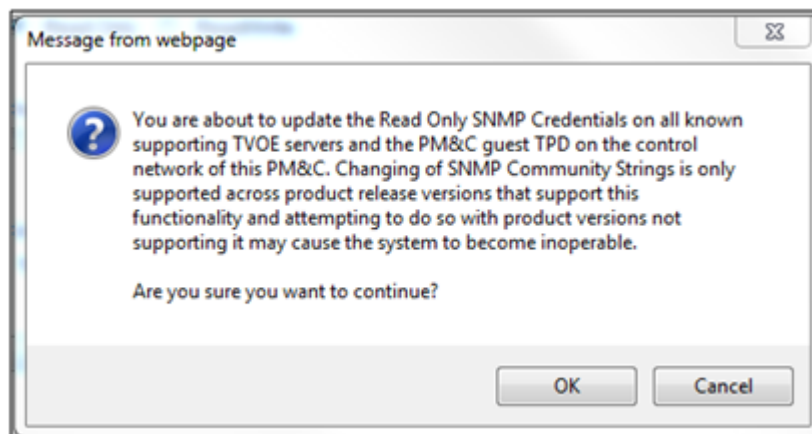 Message from webpage
You are about to update the Read Only SNMP Credentials on all known
supporting TVOE servers and the PM&C guest TPD on the control
network of this PM&C. Changing of SNMP Community Strings is only
supported across product release versions that support this
functionality and attempting to do so with product versions not
supporting it may cause the system to become inoperable.
Are you sure you want to continue?
OK Cancel